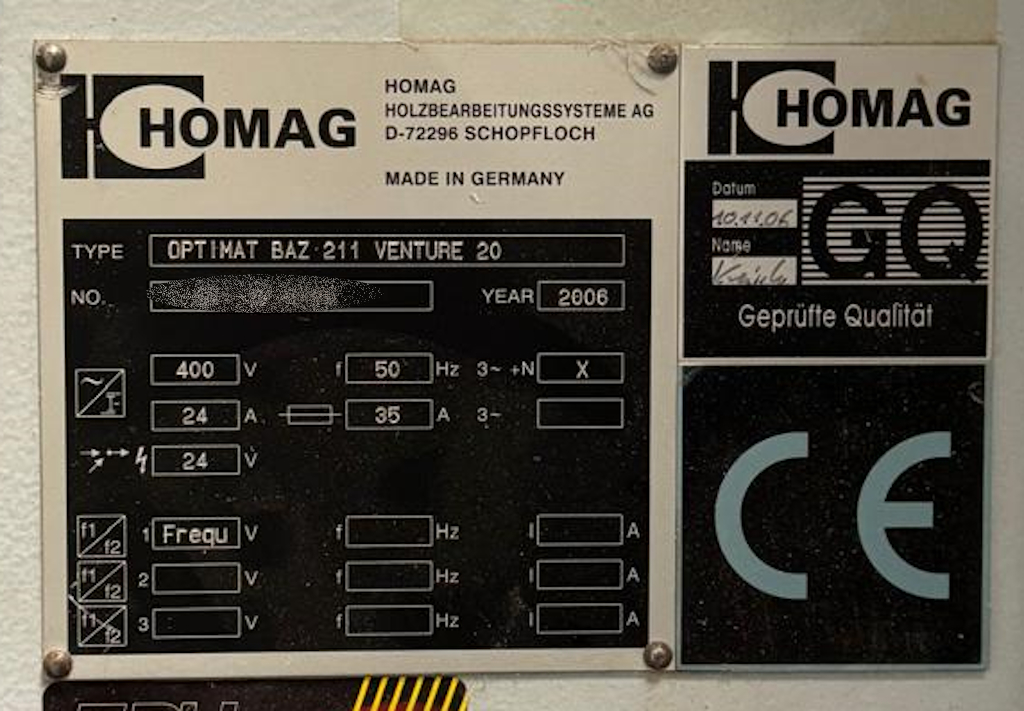 HOMAG
HOMAG
HOLZBEARBEITUNGSSYSTEME AG
D-72296 SCHOPFLOCH
MADE IN GERMANY
TYPE OPTIMAT BAZ 211 VENTURE 20
NO. YEAR 2006
400 V f 50 Hz 3~ +N X
24 A 35 A 3~
24 V
f1/f2 1 Frequ V f Hz I A
f1/f2 2 V f Hz I A
f1/f2 3 V f Hz I A
HOMAG
Datum
10.11.06
Name
GQ
Geprüfte Qualität
CE